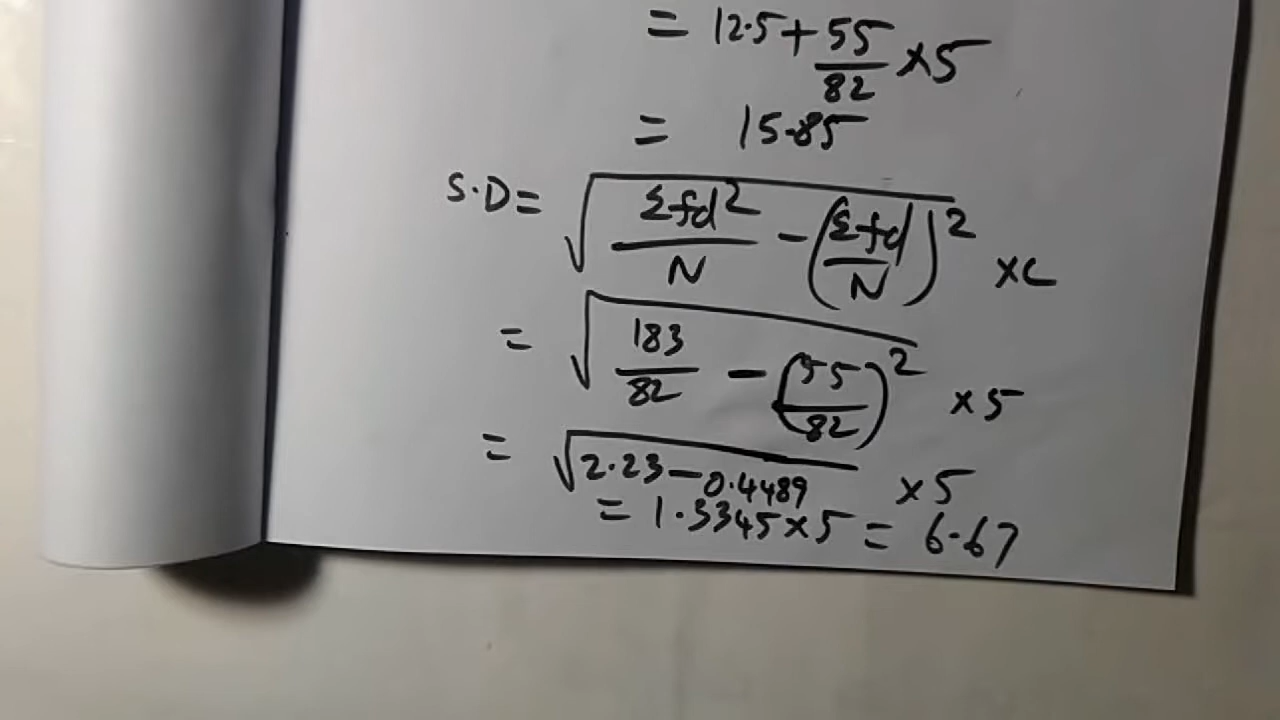 = 12.5 + 55/82 × 5
= 15.85
S.D = √(Σfd²/N - (Σfd/N)²) × C
= √(183/82 - (55/82)²) × 5
= √(2.23 - 0.4489) × 5
= 1.3345 × 5 = 6.67